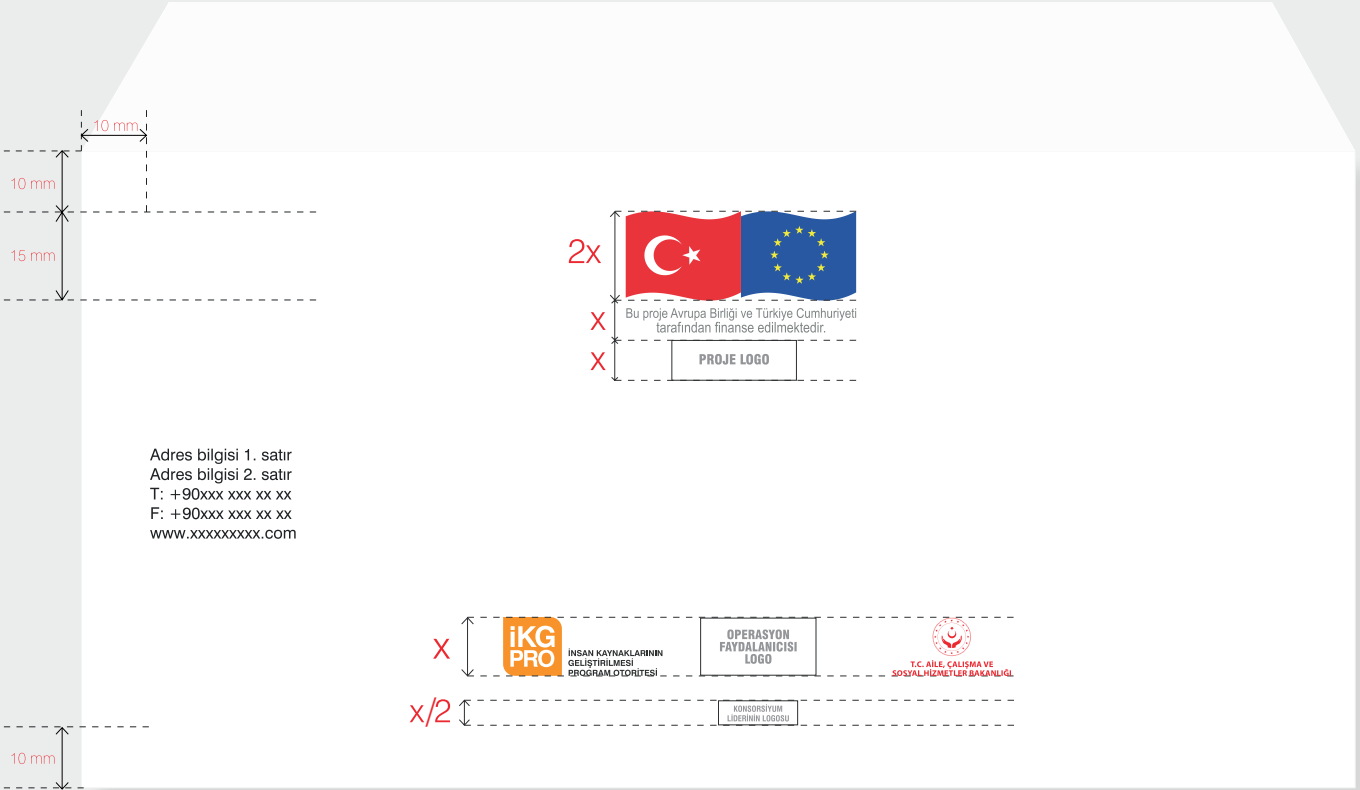 10 mm
10 mm
15 mm
2x
Bu proje Avrupa Birliği ve Türkiye Cumhuriyeti
tarafından finanse edilmektedir.
x
PROJE LOGO
x
Adres bilgisi 1. satır
Adres bilgisi 2. satır
T: +90xxx xxx xx xx
F: +90xxx xxx xx xx
www.xxxxxxxxx.com
x
iKG
PRO
İNSAN KAYNAKLARININ
GELİŞTİRİLMESİ
PROGRAM OTORİTESİ
OPERASYON
FAYDALANICISI
LOGO
T.C. AİLE, ÇALIŞMA VE
SOSYAL HİZMETLER BAKANLIĞI
x/2
KONSORSİYUM
LİDERİNİN LOGOSU
10 mm